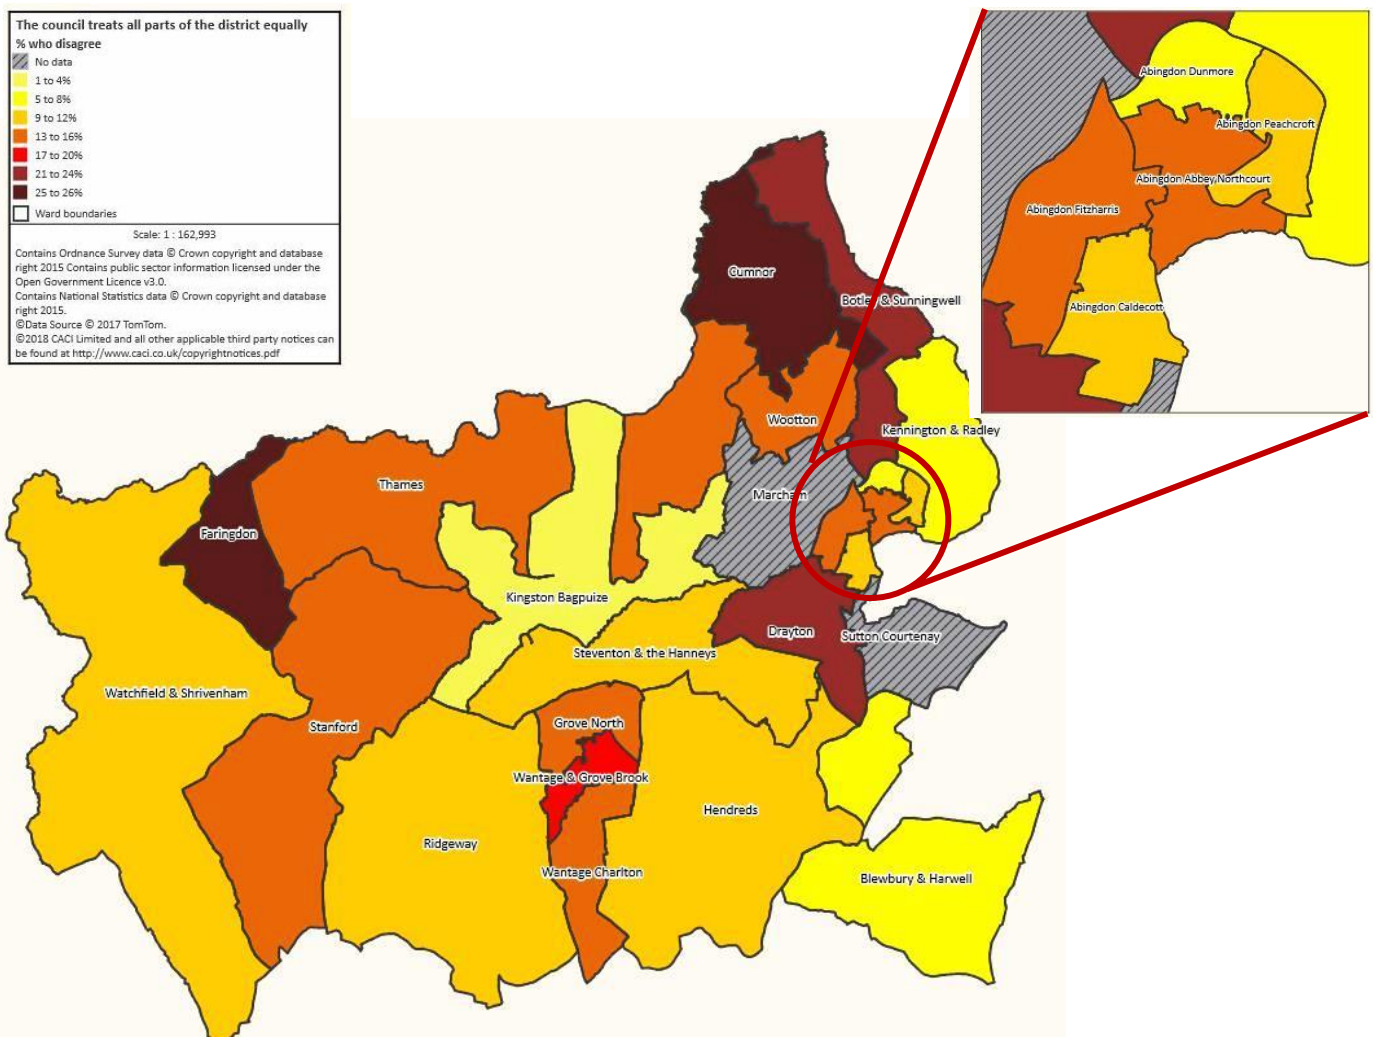 The council treats all parts of the district equally
% who disagree
No data
1 to 4%
5 to 8%
9 to 12%
13 to 16%
17 to 20%
21 to 24%
25 to 26%
Ward boundaries
Scale: 1 : 162,993
Contains Ordnance Survey data © Crown copyright and database
right 2015 Contains public sector information licensed under the
Open Government Licence v3.0.
Contains National Statistics data © Crown copyright and database
right 2015.
©Data Source © 2017 TomTom.
©2018 CACI Limited and all other applicable third party notices can
be found at http://www.caci.co.uk/copyrightnotices.pdf
Abingdon Dunmore
Abingdon Peachcroft
Abingdon Abbey Northcourt
Abingdon Fitzharris
Abingdon Caldecott
Cumnor
Botley & Sunningwell
Wootton
Kennington & Radley
Thames
Marcham
Faringdon
Kingston Bagpuize
Drayton
Sutton Courtenay
Steventon & the Hanneys
Watchfield & Shrivenham
Stanford
Grove North
Wantage & Grove Brook
Hendreds
Ridgeway
Wantage Charlton
Blewbury & Harwell